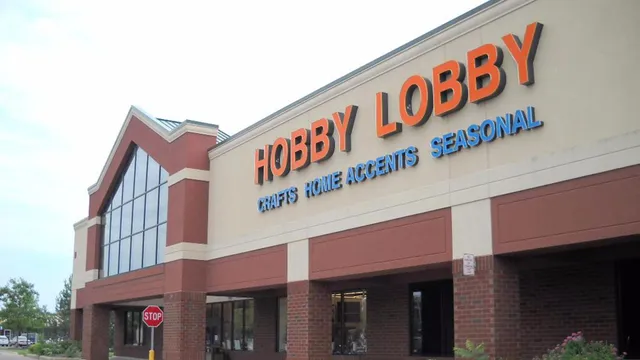 HOBBY LOBBY
CRAFTS HOME ACCENTS SEASONAL
STOP